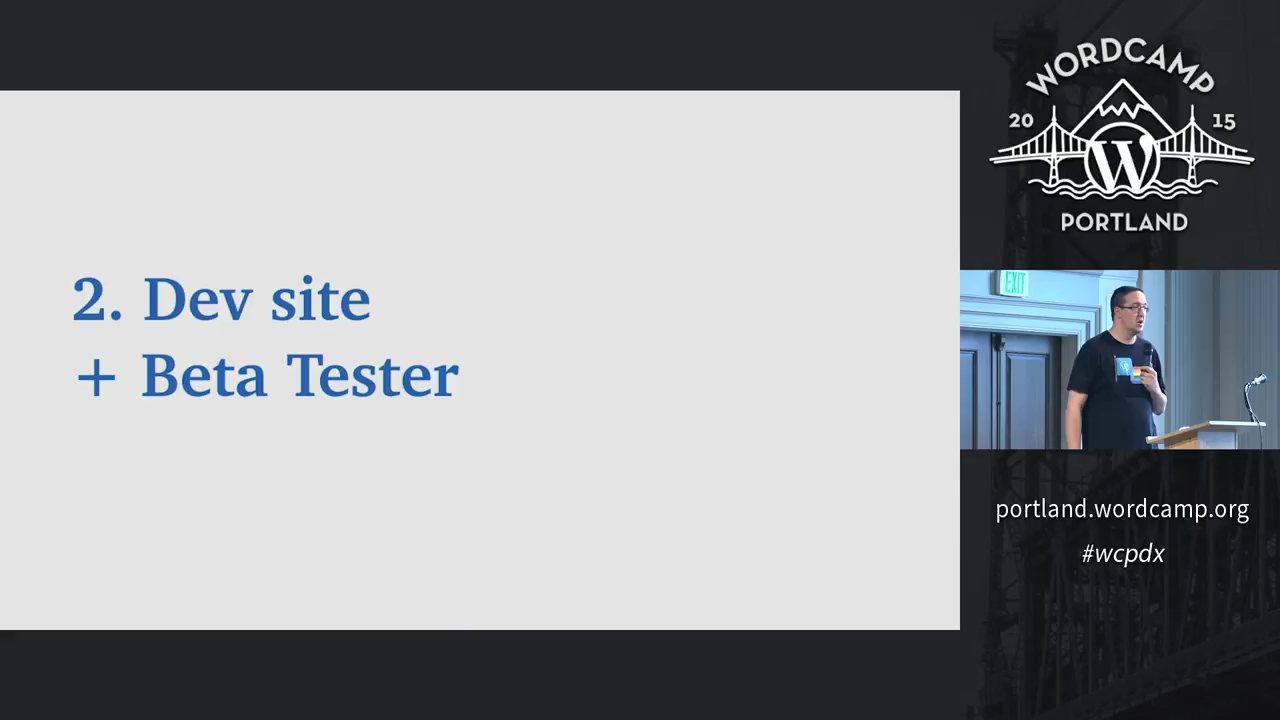 2. Dev site
+ Beta Tester
WORDCAMP
20 15
W
PORTLAND
EXIT
portland.wordcamp.org
#wcpdx